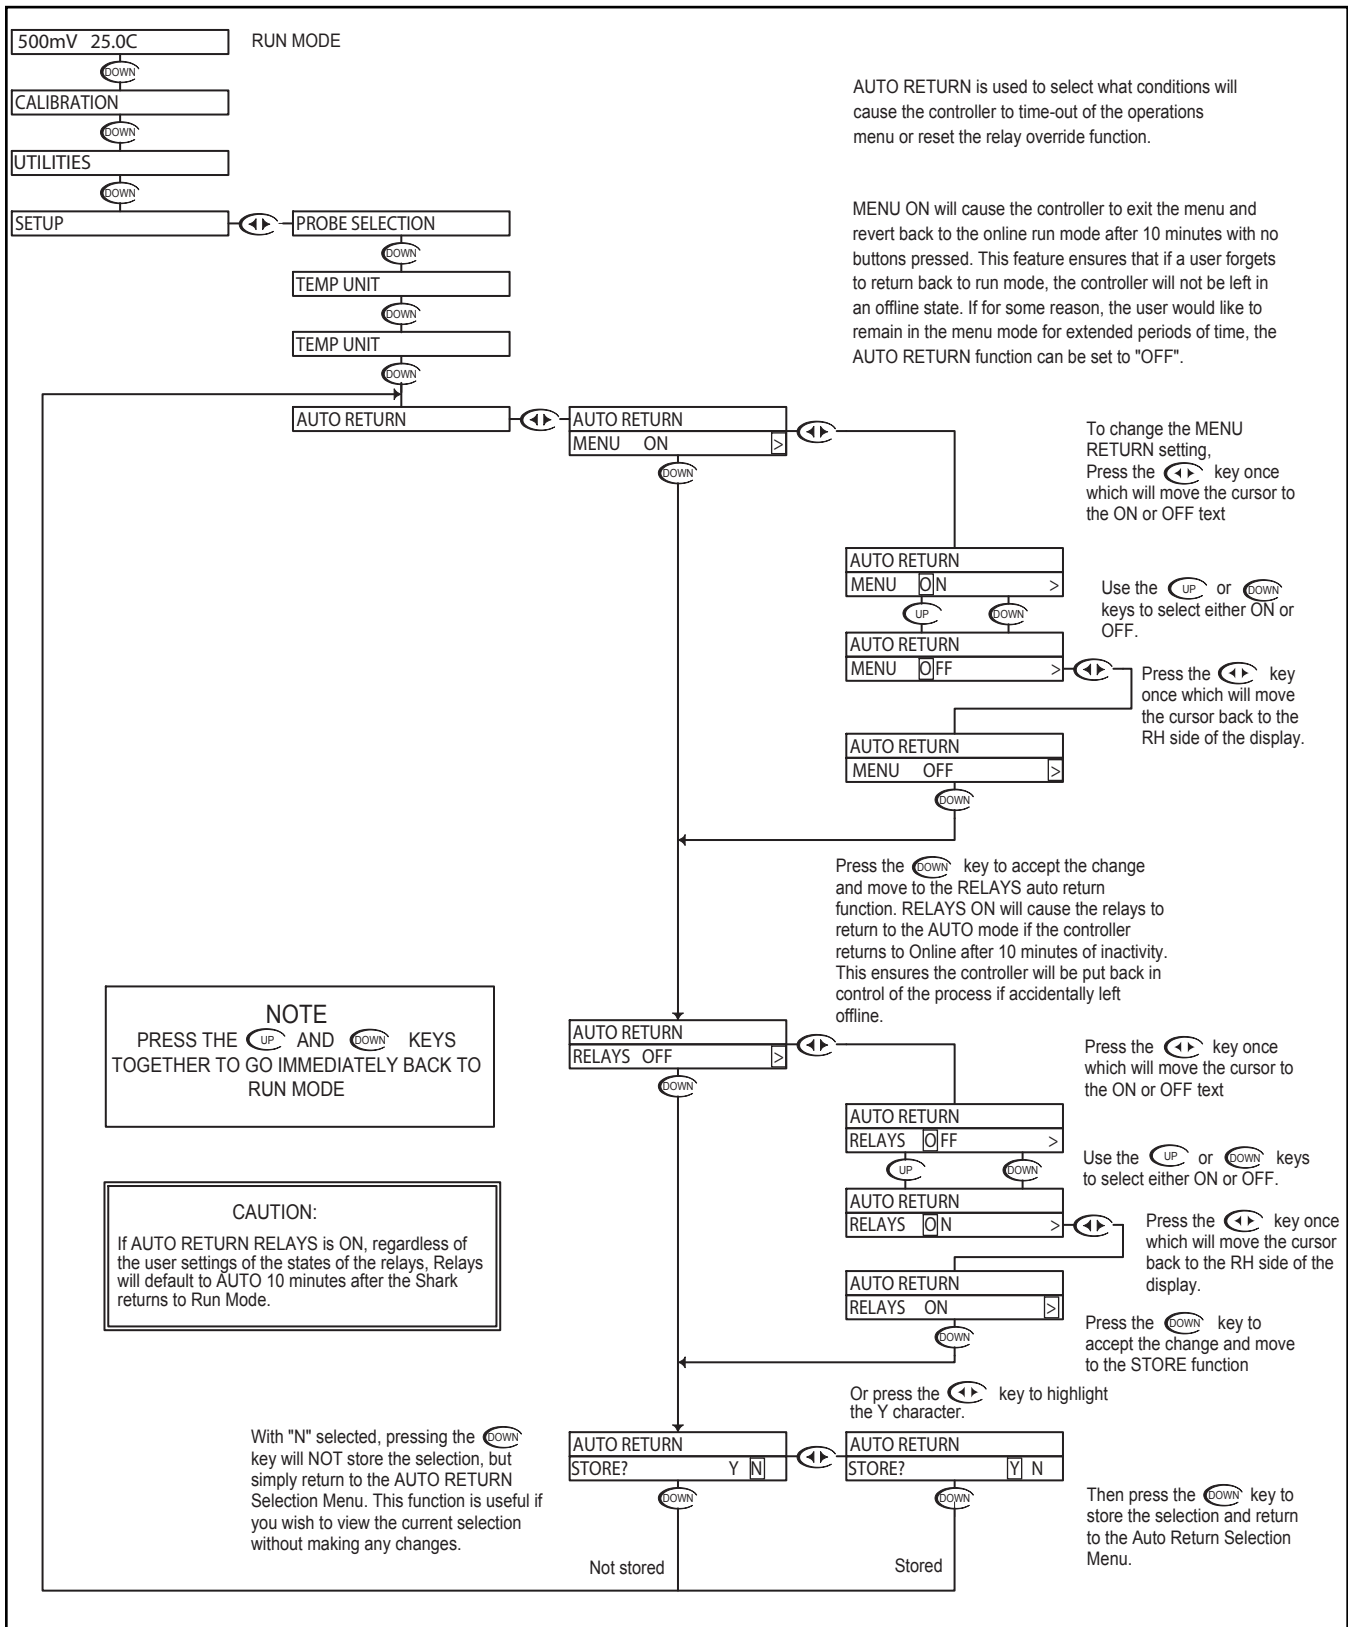 500mV 25.0C
RUN MODE
DOWN
CALIBRATION
DOWN
UTILITIES
DOWN
SETUP
PROBE SELECTION
DOWN
TEMP UNIT
DOWN
TEMP UNIT
DOWN
AUTO RETURN
AUTO RETURN is used to select what conditions will
cause the controller to time-out of the operations
menu or reset the relay override function.
MENU ON will cause the controller to exit the menu and
revert back to the online run mode after 10 minutes with no
buttons pressed. This feature ensures that if a user forgets
to return back to run mode, the controller will not be left in
an offline state. If for some reason, the user would like to
remain in the menu mode for extended periods of time, the
AUTO RETURN function can be set to "OFF".
AUTO RETURN
MENU ON >
DOWN
To change the MENU
RETURN setting,
Press the key once
which will move the cursor to
the ON or OFF text
AUTO RETURN
MENU ON >
UP DOWN
Use the UP or DOWN
keys to select either ON or
OFF.
AUTO RETURN
MENU OFF >
Press the key
once which will move
the cursor back to the
RH side of the display.
AUTO RETURN
MENU OFF >
DOWN
Press the DOWN key to accept the change
and move to the RELAYS auto return
function. RELAYS ON will cause the relays to
return to the AUTO mode if the controller
returns to Online after 10 minutes of inactivity.
This ensures the controller will be put back in
control of the process if accidentally left
offline.
NOTE
PRESS THE UP AND DOWN KEYS
TOGETHER TO GO IMMEDIATELY BACK TO
RUN MODE
AUTO RETURN
RELAYS OFF >
DOWN
Press the key once
which will move the cursor to
the ON or OFF text
AUTO RETURN
RELAYS OFF >
UP DOWN
Use the UP or DOWN keys
to select either ON or OFF.
AUTO RETURN
RELAYS ON >
Press the key once
which will move the cursor
back to the RH side of the
display.
CAUTION:
If AUTO RETURN RELAYS is ON, regardless of
the user settings of the states of the relays, Relays
will default to AUTO 10 minutes after the Shark
returns to Run Mode.
AUTO RETURN
RELAYS ON >
DOWN
Press the DOWN key to
accept the change and move
to the STORE function
Or press the key to highlight
the Y character.
With "N" selected, pressing the DOWN
key will NOT store the selection, but
simply return to the AUTO RETURN
Selection Menu. This function is useful if
you wish to view the current selection
without making any changes.
AUTO RETURN
STORE? Y N
DOWN
Not stored
AUTO RETURN
STORE? Y N
DOWN
Stored
Then press the DOWN key to
store the selection and return
to the Auto Return Selection
Menu.